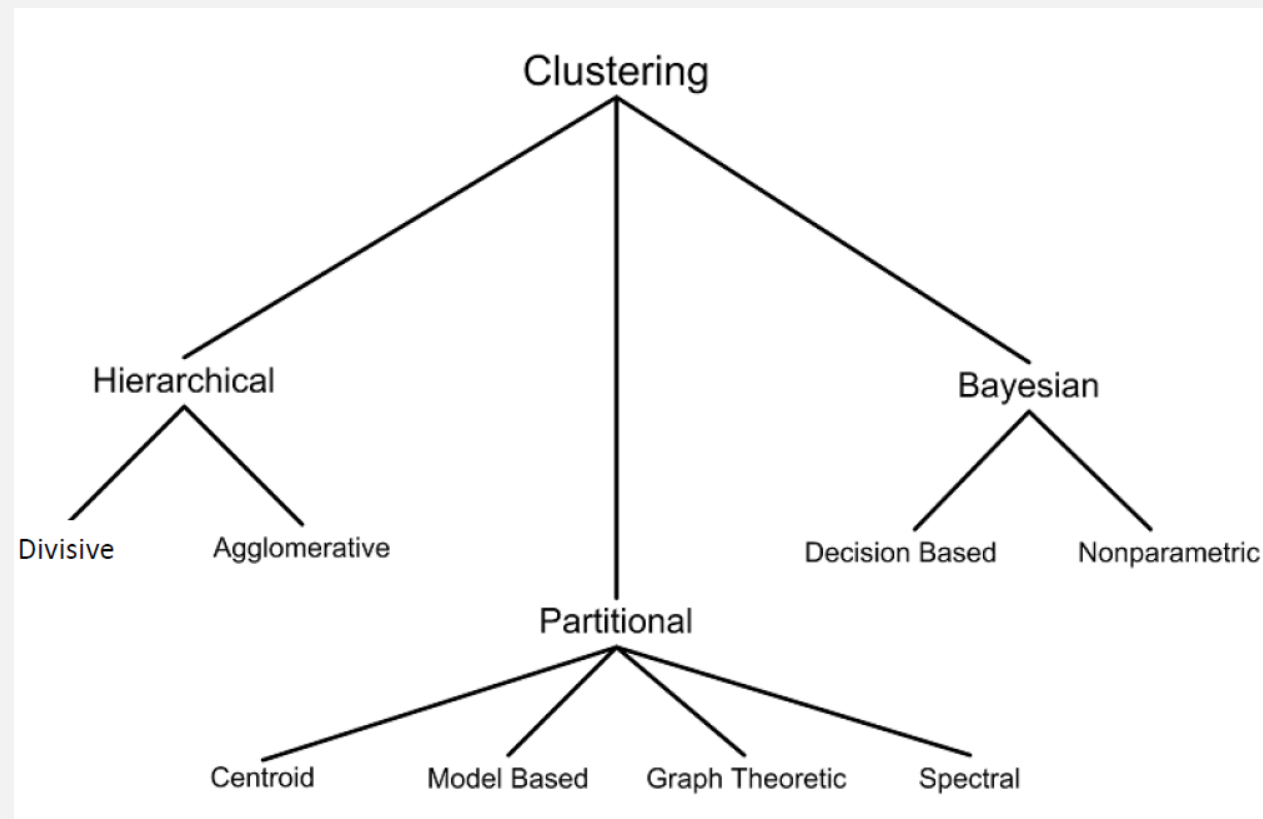 Clustering
Hierarchical
Bayesian
Divisive
Agglomerative
Decision Based
Nonparametric
Partitional
Centroid
Model Based
Graph Theoretic
Spectral